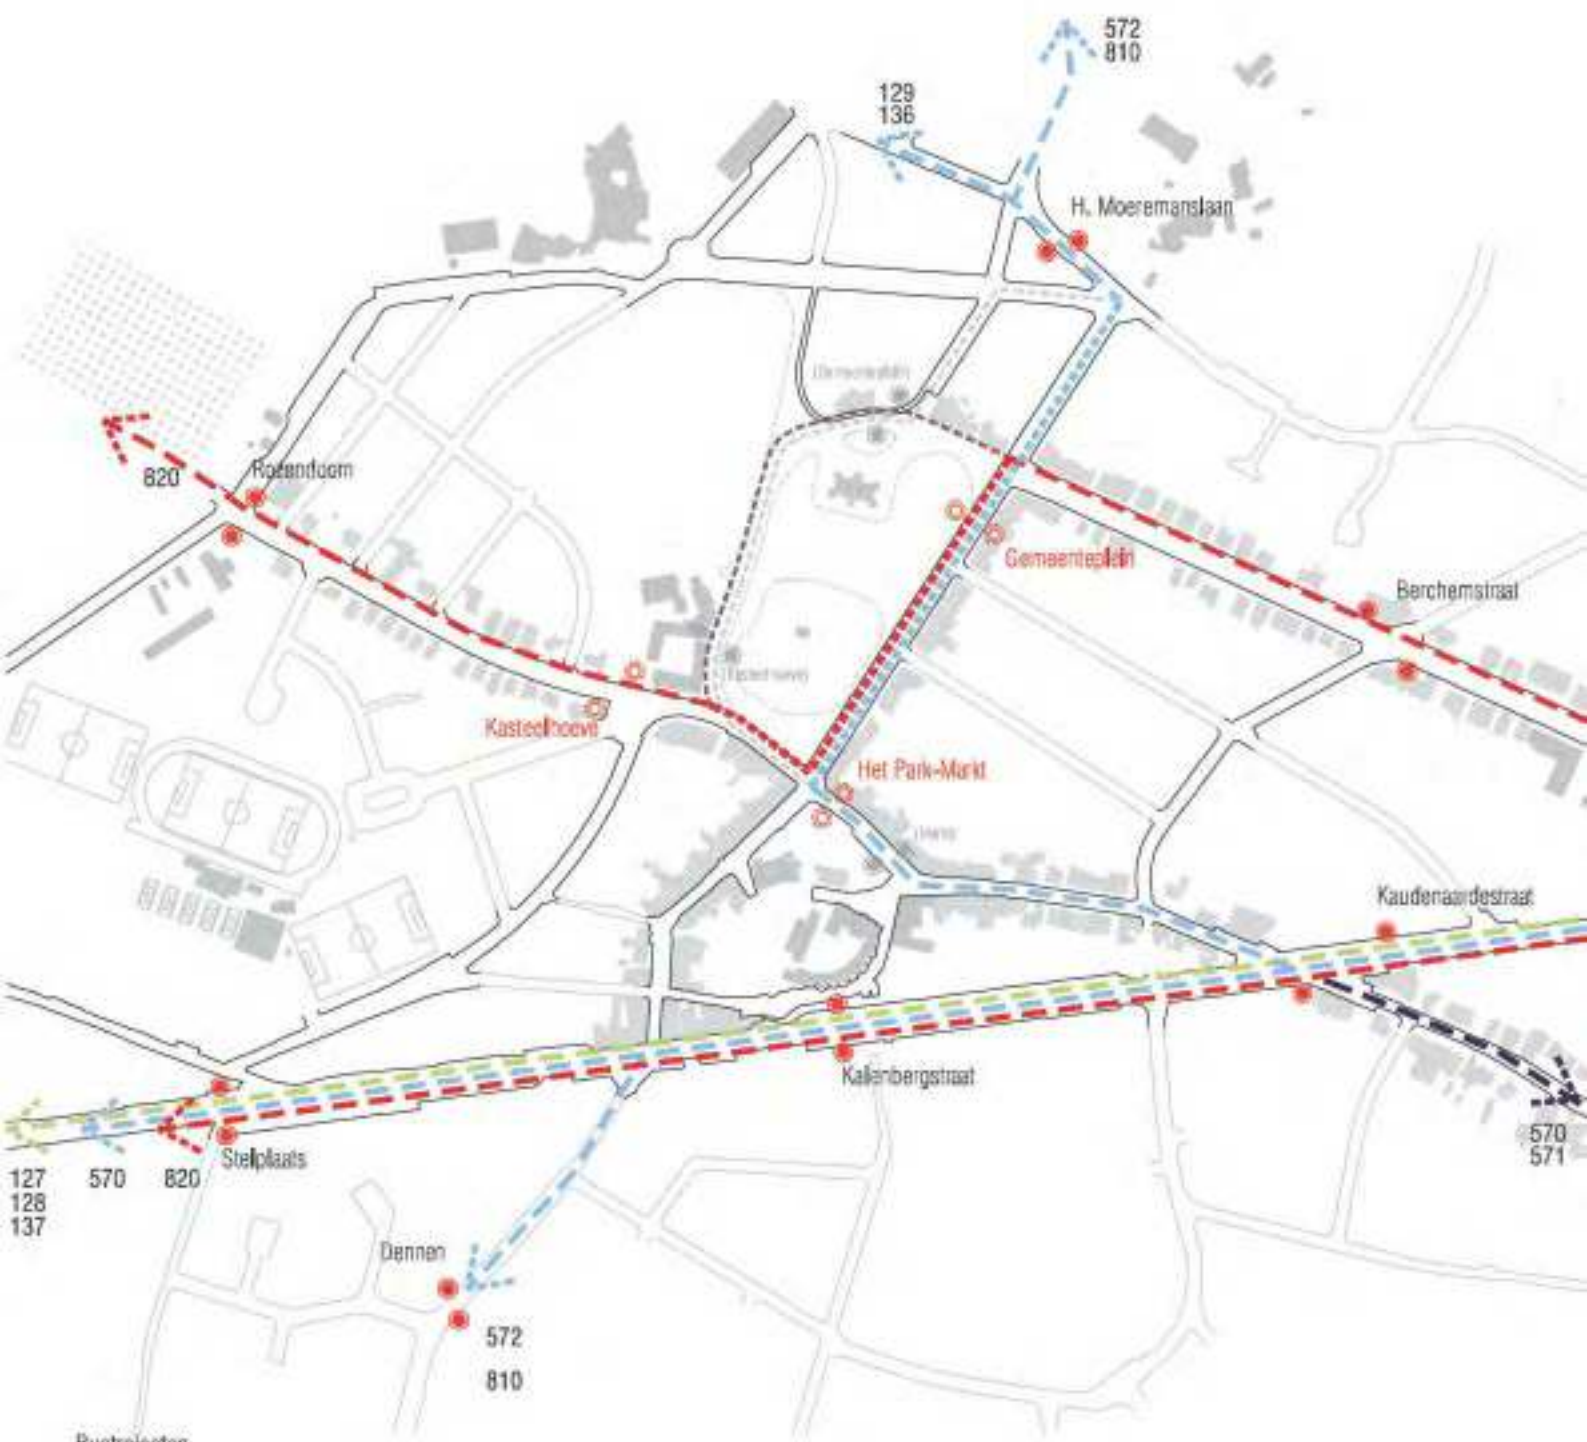 572
810
129
136
H. Moeremanslaan
820
Rozendoorn
Gemeenteplein
Berchemstraat
Kasteelhoeve
Het Park-Markt
Kaudenaardestraat
Kallenbergstraat
570
571
Stelplaats
127
128
137
570
820
Dennen
572
810